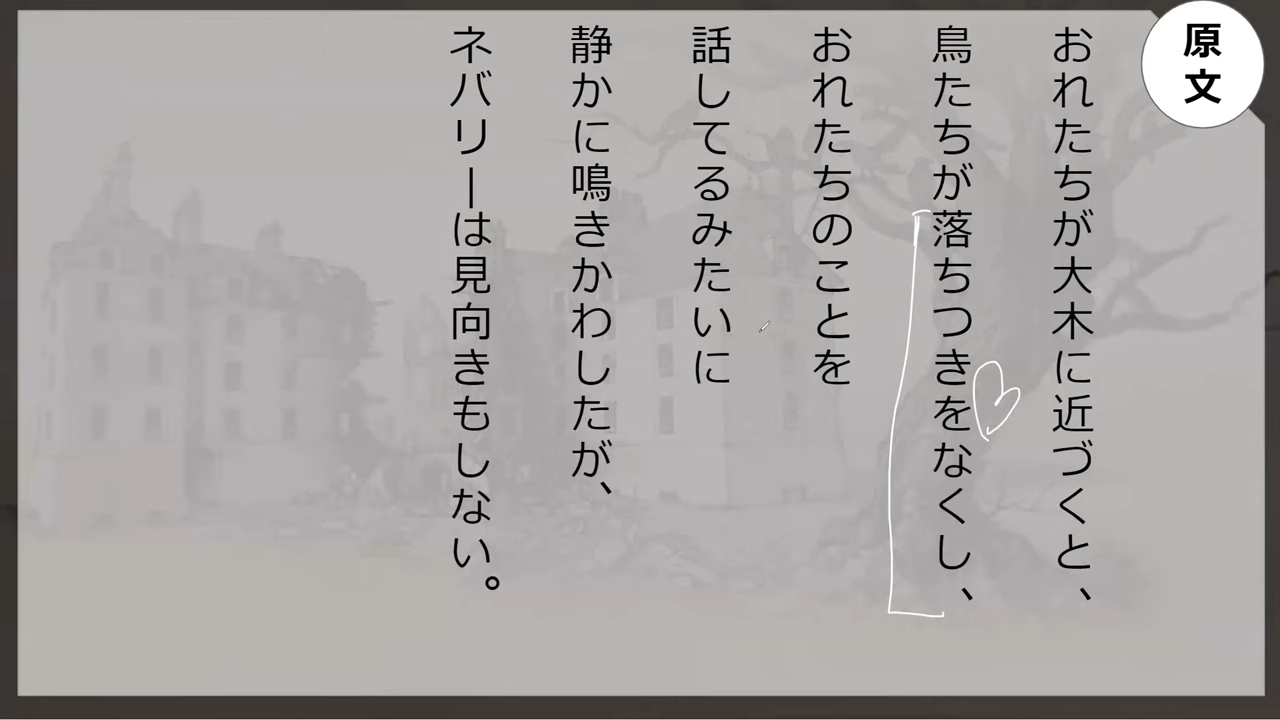 原文
おれたちが大木に近づくと、
鳥たちが落ちつきをなくし、
おれたちのことを
話してるみたいに
静かに鳴きかわしたが、
ネバリーは見向きもしない。